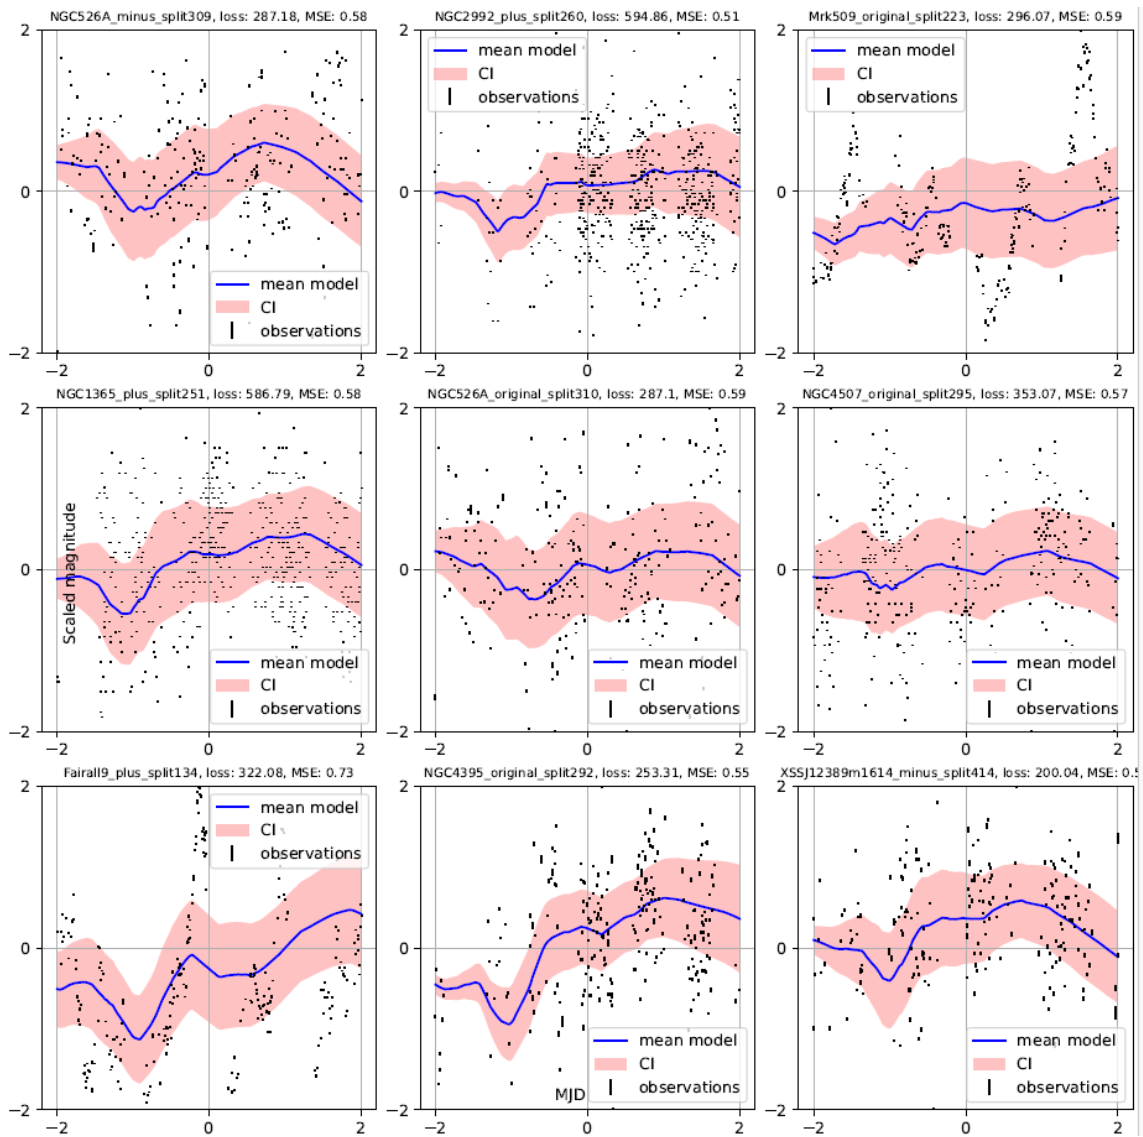 NGC526A_minus_split309, loss: 287.18, MSE: 0.58
2
0
−2
−2
0
2
mean model
CI
observations
NGC2992_plus_split260, loss: 594.86, MSE: 0.51
mean model
CI
observations
2
0
−2
−2
0
2
Mrk509_original_split223, loss: 296.07, MSE: 0.59
mean model
CI
observations
2
0
−2
−2
0
2
NGC1365_plus_split251, loss: 586.79, MSE: 0.58
2
0
−2
−2
0
2
Scaled magnitude
mean model
CI
observations
NGC526A_original_split310, loss: 287.1, MSE: 0.59
2
0
−2
−2
0
2
mean model
CI
observations
NGC4507_original_split295, loss: 353.07, MSE: 0.57
2
0
−2
−2
0
2
mean model
CI
observations
Fairall9_plus_split134, loss: 322.08, MSE: 0.73
mean model
CI
observations
2
0
−2
−2
0
2
NGC4395_original_split292, loss: 253.31, MSE: 0.55
2
0
−2
−2
0
2
mean model
CI
observations
MJD
XSSJ12389m1614_minus_split414, loss: 200.04, MSE:
2
0
−2
−2
0
2
mean model
CI
observations